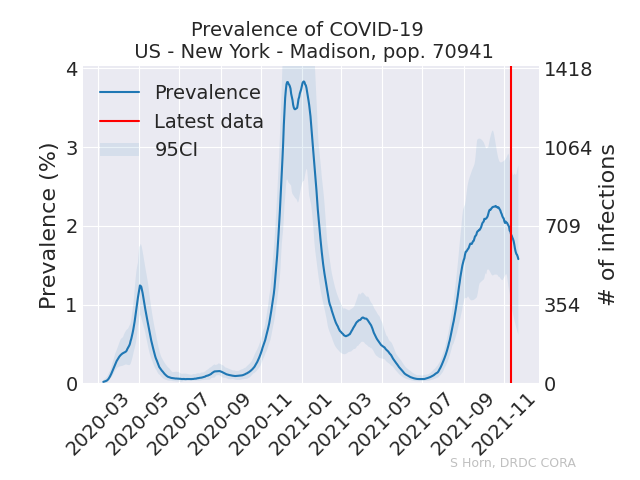 Prevalence of COVID-19
US - New York - Madison, pop. 70941
Prevalence
Latest data
95CI
Prevalence (%)
4
3
2
1
0
1418
1064
709
354
0
# of infections
2020-03
2020-05
2020-07
2020-09
2020-11
2021-01
2021-03
2021-05
2021-07
2021-09
2021-11
S Horn, DRDC CORA